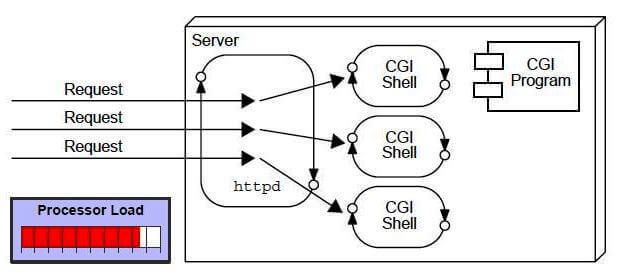 Server
CGI
Shell
CGI
Program
Request
Request
Request
CGI
Shell
httpd
CGI
Shell
Processor Load